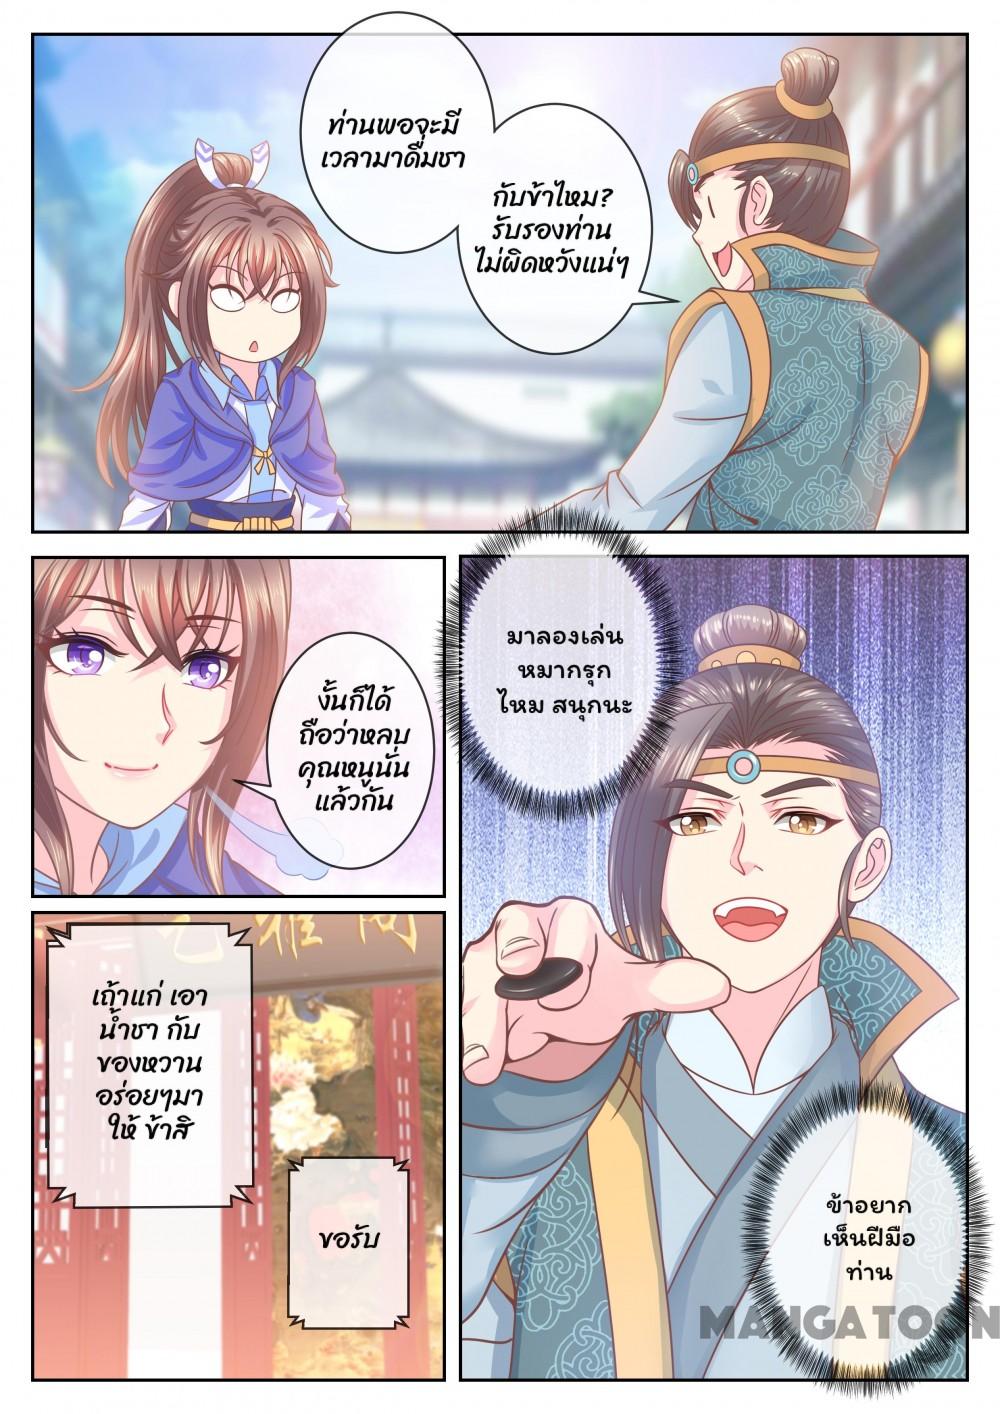 ท่านพอจะมี
เวลามาดื่มชา
กับข้าไหม?
รับรองท่าน
ไม่ผิดหวังแน่ๆ
งั้นก็ได้
ถือว่าหลบ
คุณหนูนั่น
แล้วกัน
มาลองเล่น
หมากรุก
ไหม สนุกนะ
เถ้าแก่ เอา
น้ำชา กับ
ของหวาน
อร่อยๆมา
ให้ ข้าสิ
ขอรับ
ข้าอยาก
เห็นฝีมือ
ท่าน
MANGATOON